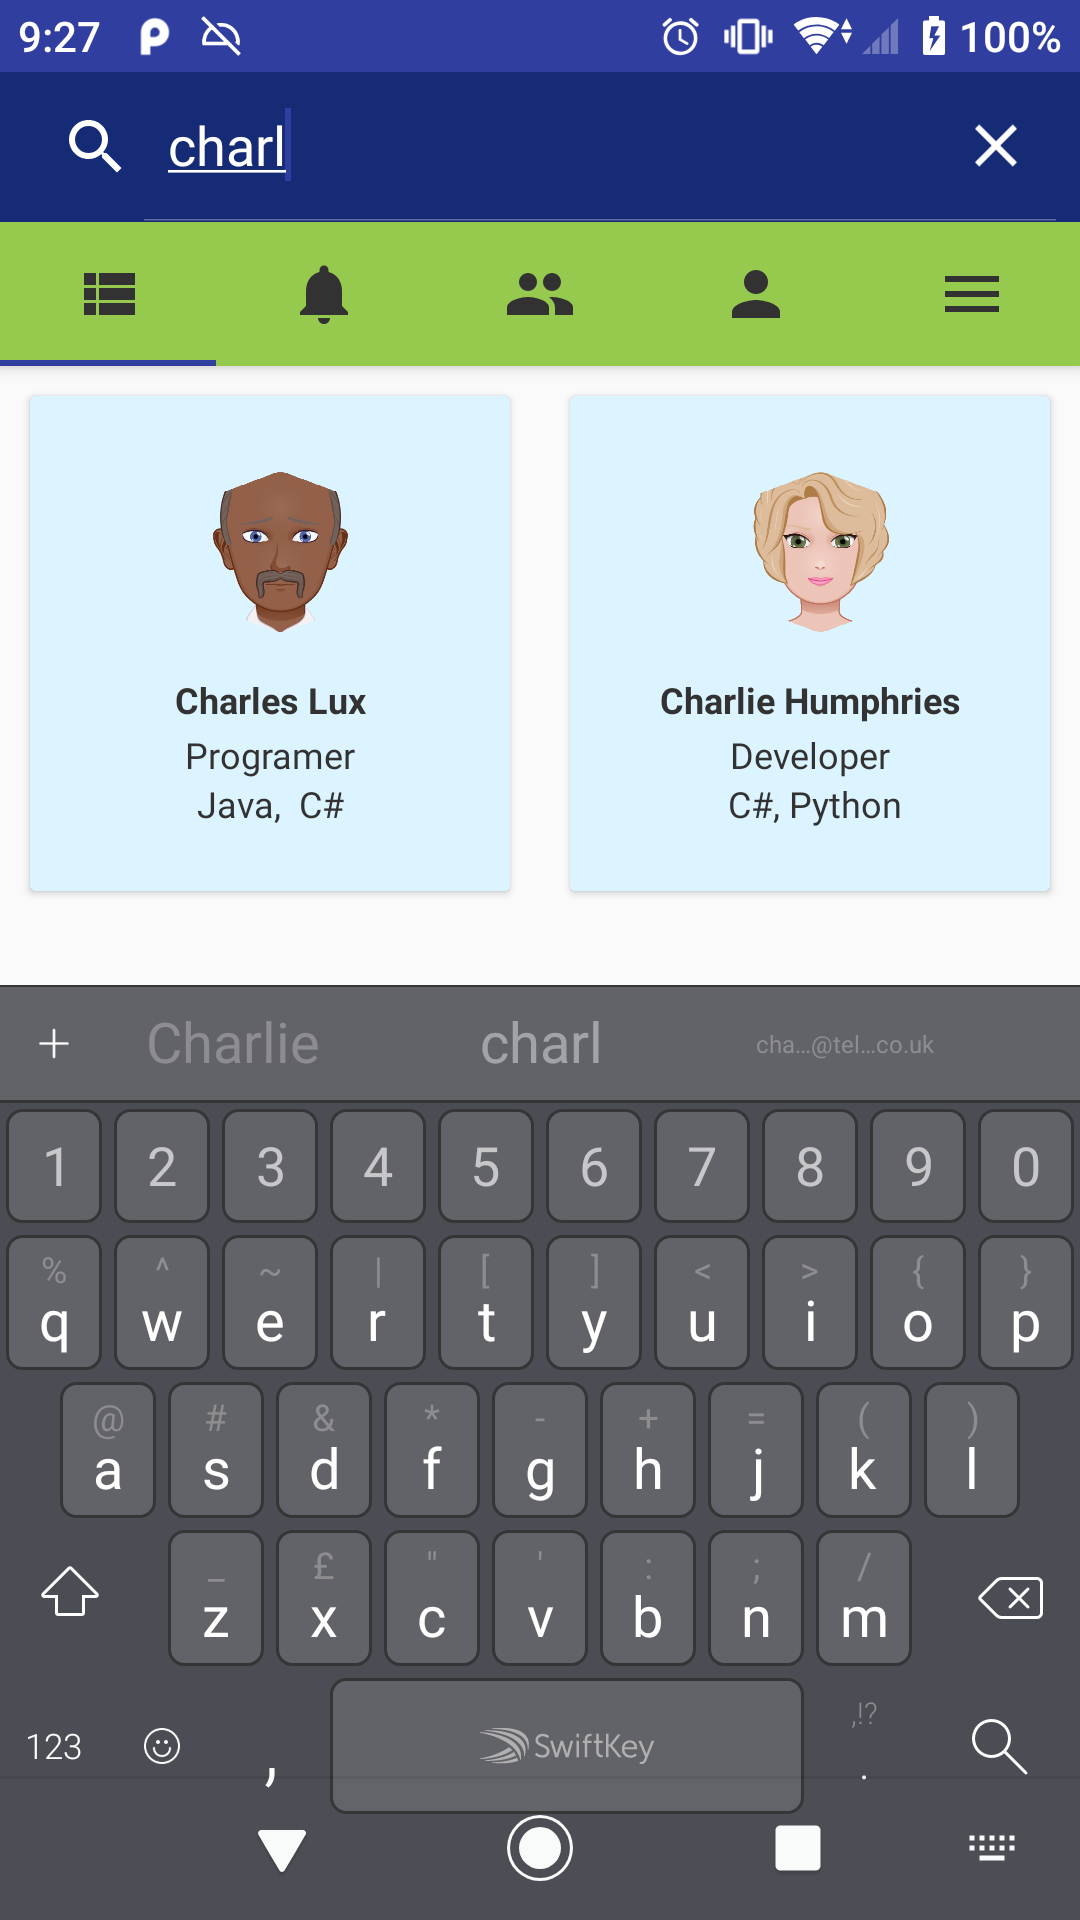 9:27 100%
charl
Charles Lux
Programer
Java, C#
Charlie Humphries
Developer
C#, Python
Charlie charl cha...@tel...co.uk
1 2 3 4 5 6 7 8 9 0
% ^ ~ | [ ] < > { }
q w e r t y u i o p
@ # & * - + = ( )
a s d f g h j k l
_ £ " ' : ; /
z x c v b n m
,!?
123 , SwiftKey .